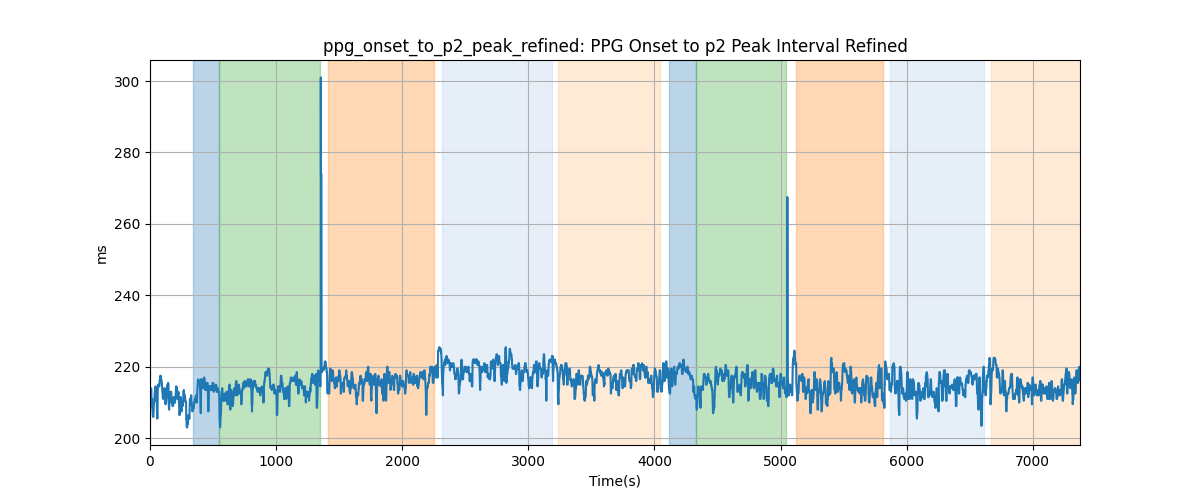 ppg_onset_to_p2_peak_refined: PPG Onset to p2 Peak Interval Refined
300
280
260
240
220
200
ms
0 1000 2000 3000 4000 5000 6000 7000
Time(s)